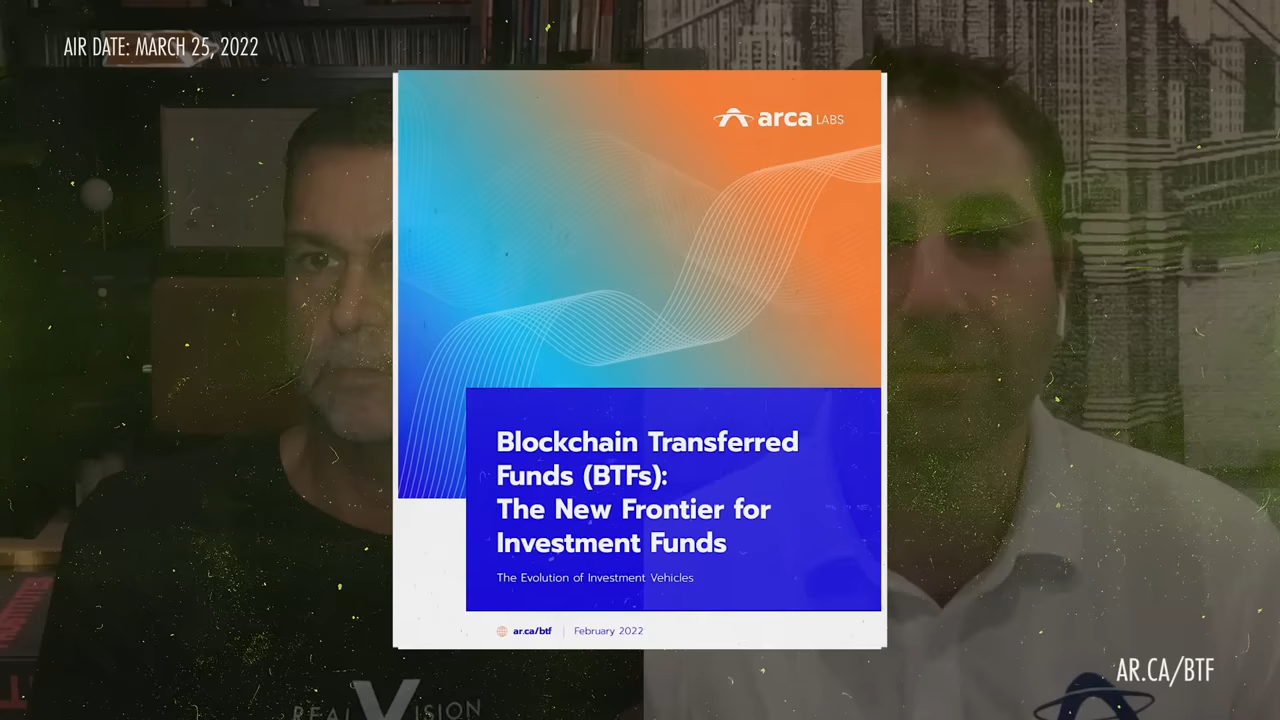 AIR DATE: MARCH 25, 2022
arca LABS
Blockchain Transferred
Funds (BTFs):
The New Frontier for
Investment Funds
The Evolution of Investment Vehicles
ar.ca/btf | February 2022
AR.CA/BTF
REAL VISION